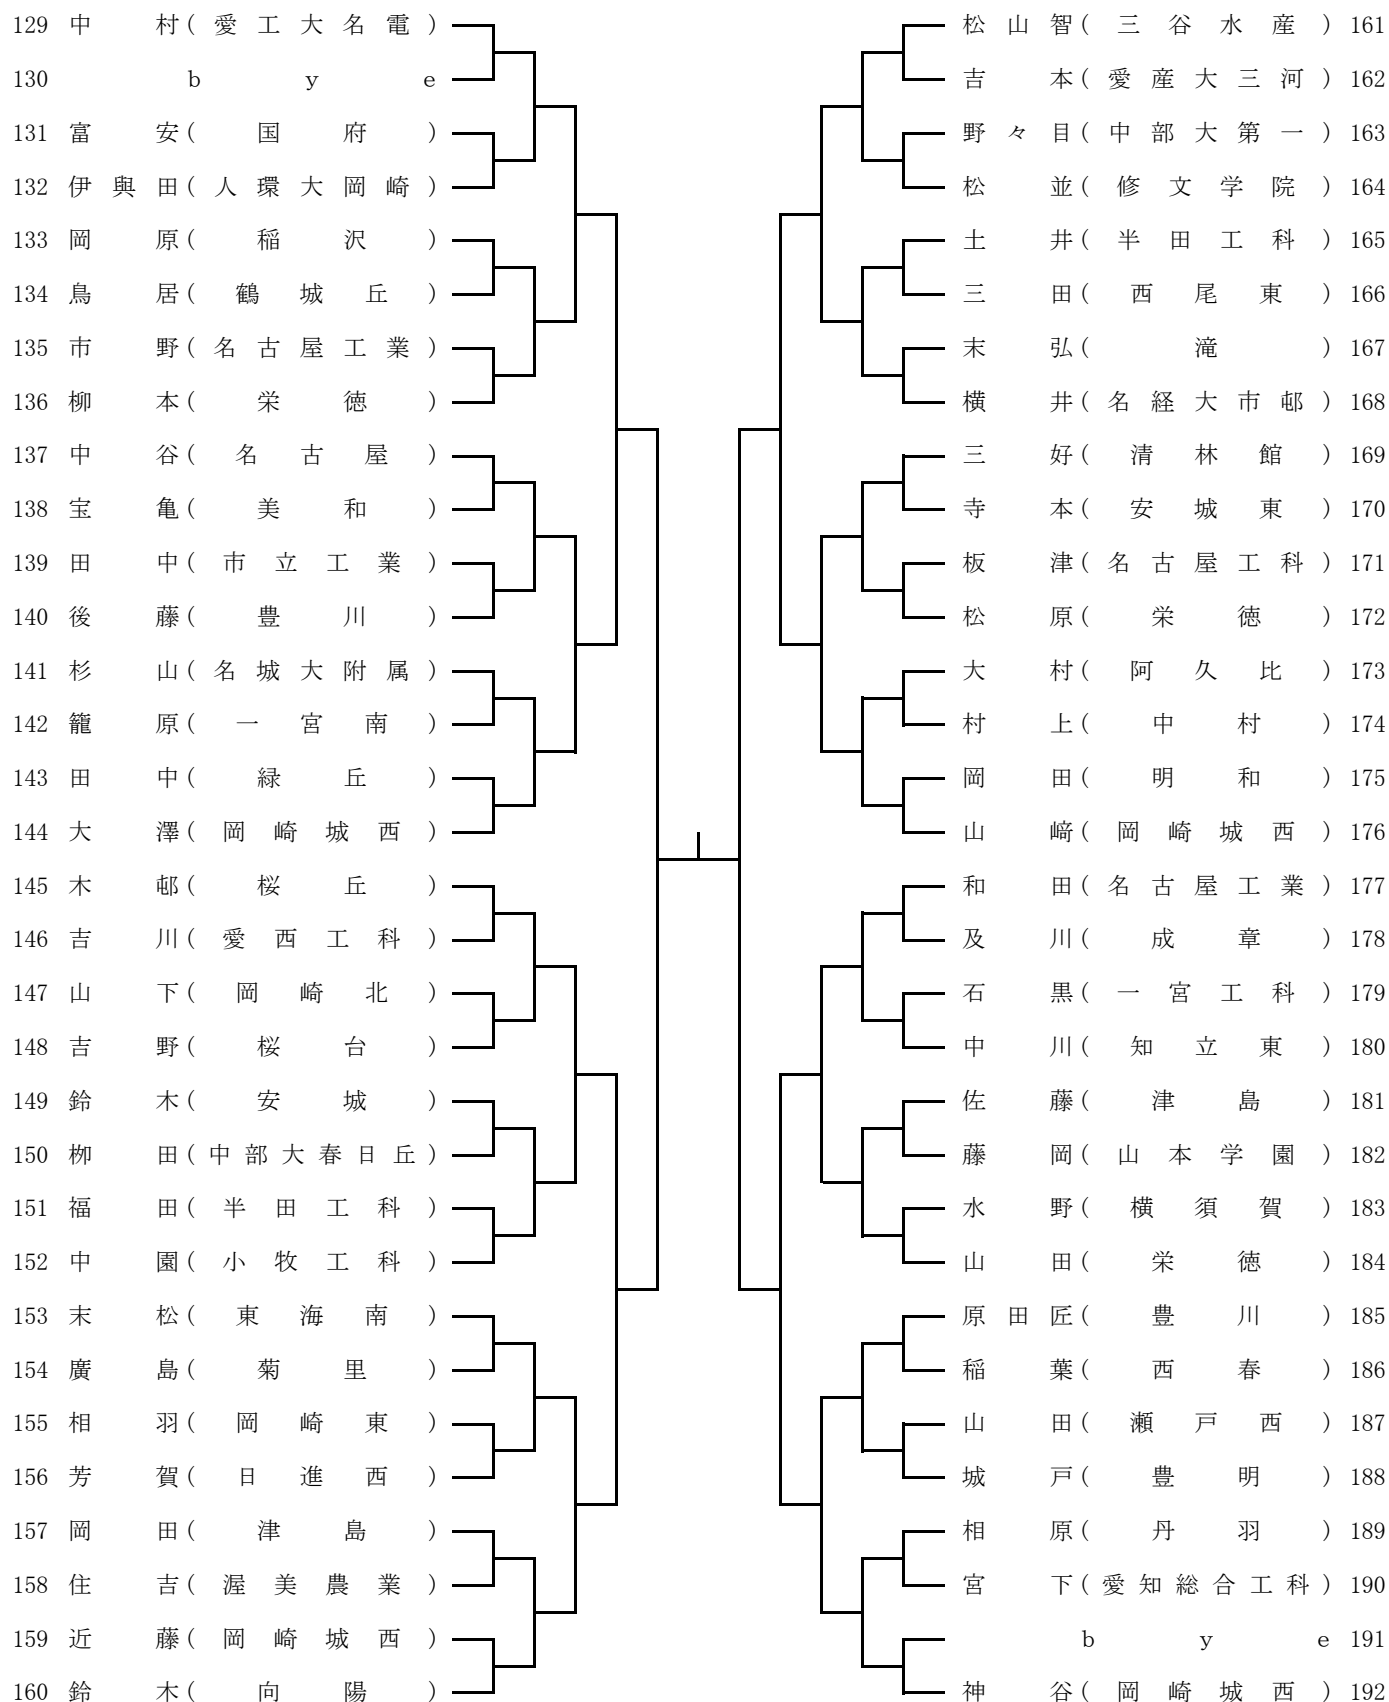 129 中村(愛工大名電)
130 bye
131 富安(国府)
132 伊與田(人環大岡崎)
133 岡原(稲沢)
134 鳥居(鶴城丘)
135 市野(名古屋工業)
136 柳本(栄徳)
137 中谷(名古屋)
138 宝亀(美和)
139 田中(市立工業)
140 後藤(豊川)
141 杉山(名城大附属)
142 籠原(一宮南)
143 田中(緑丘)
144 大澤(岡崎城西)
145 木邨(桜丘)
146 吉川(愛西工科)
147 山下(岡崎北)
148 吉野(桜台)
149 鈴木(安城)
150 栁田(中部大春日丘)
151 福田(半田工科)
152 中園(小牧工科)
153 末松(東海南)
154 廣島(菊里)
155 相羽(岡崎東)
156 芳賀(日進西)
157 岡田(津島)
158 住吉(渥美農業)
159 近藤(岡崎城西)
160 鈴木(向陽)
松山智(三谷水産) 161
吉本(愛産大三河) 162
野々目(中部大第一) 163
松並(修文学院) 164
土井(半田工科) 165
三田(西尾東) 166
末弘(滝) 167
横井(名経大市邨) 168
三好(清林館) 169
寺本(安城東) 170
板津(名古屋工科) 171
松原(栄徳) 172
大村(阿久比) 173
村上(中村) 174
岡田(明和) 175
山﨑(岡崎城西) 176
和田(名古屋工業) 177
及川(成章) 178
石黒(一宮工科) 179
中川(知立東) 180
佐藤(津島) 181
藤岡(山本学園) 182
水野(横須賀) 183
山田(栄徳) 184
原田匠(豊川) 185
稲葉(西春) 186
山田(瀬戸西) 187
城戸(豊明) 188
相原(丹羽) 189
宮下(愛知総合工科) 190
bye 191
神谷(岡崎城西) 192